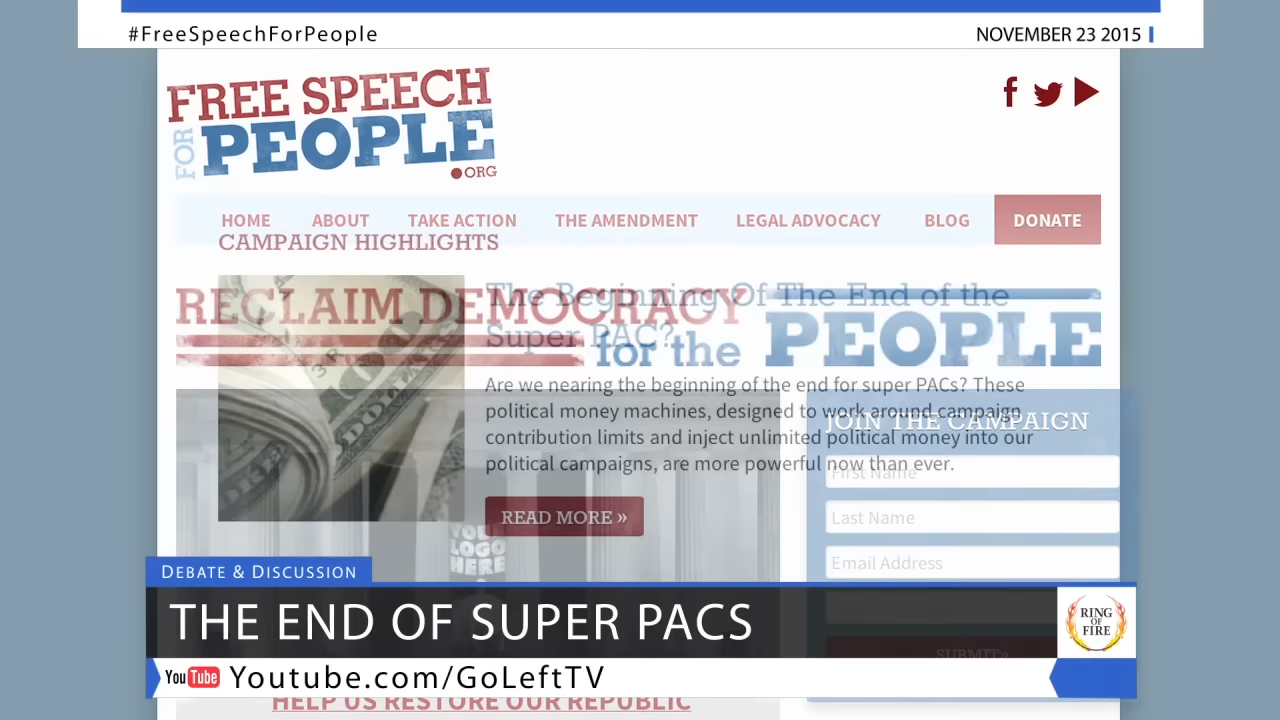 #FreeSpeechForPeople
NOVEMBER 23 2015
FREE SPEECH
FOR PEOPLE
.ORG
HOME ABOUT TAKE ACTION THE AMENDMENT LEGAL ADVOCACY BLOG DONATE
CAMPAIGN HIGHLIGHTS
RECLAIM DEMOCRACY
for the PEOPLE
The Beginning Of The End of the
Super PAC?
Are we nearing the beginning of the end for super PACs? These
political money machines, designed to work around campaign
contribution limits and inject unlimited political money into our
political campaigns, are more powerful now than ever.
READ MORE »
JOIN THE CAMPAIGN
First Name
Last Name
Email Address
SUBMIT»
YOUR
LOGO
HERE
DEBATE & DISCUSSION
THE END OF SUPER PACS
RING
OF
FIRE
YouTube Youtube.com/GoLeftTV
HELP US RESTORE OUR REPUBLIC